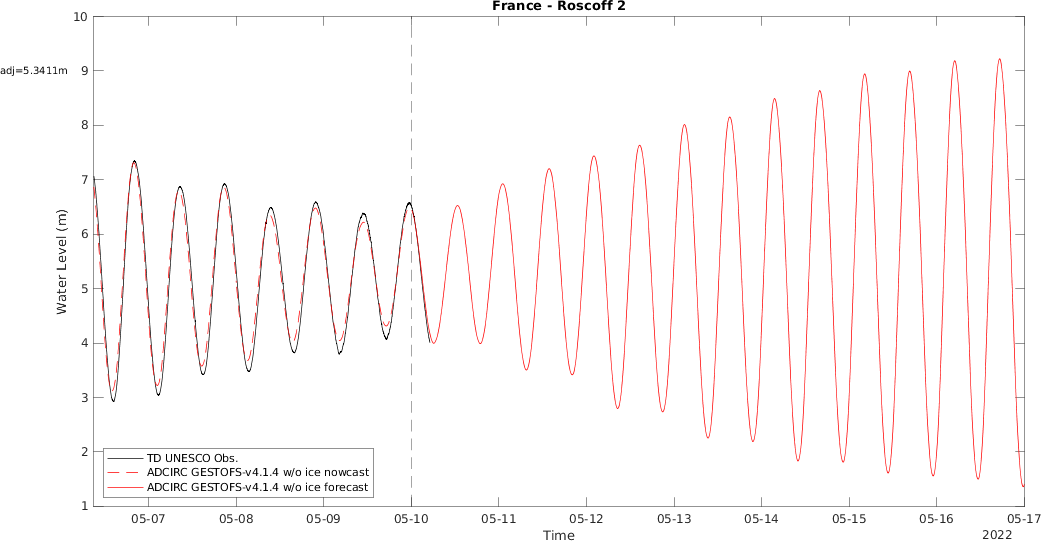 France - Roscoff 2
adj=5.3411m
10
9
8
7
6
5
4
3
2
1
Water Level (m)
TD UNESCO Obs.
ADCIRC GESTOFS-v4.1.4 w/o ice nowcast
ADCIRC GESTOFS-v4.1.4 w/o ice forecast
05-07 05-08 05-09 05-10 05-11 05-12 05-13 05-14 05-15 05-16 05-17
Time
2022